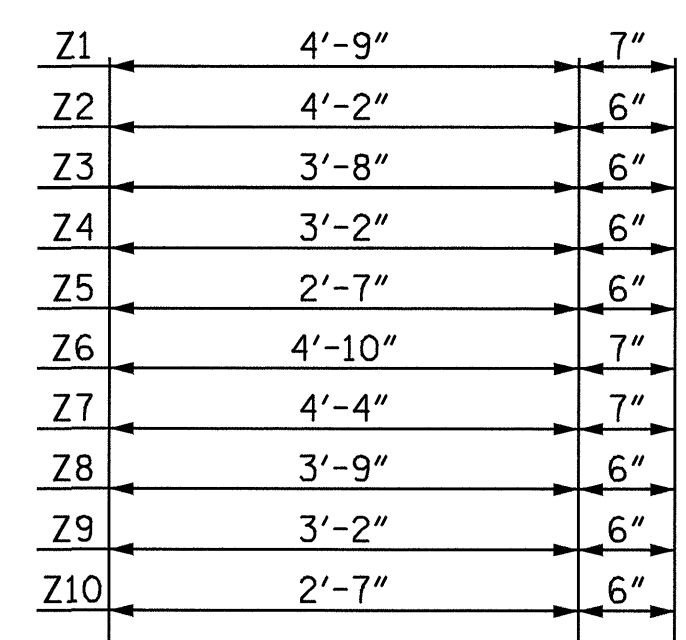 Z1 4'-9" 7"
Z2 4'-2" 6"
Z3 3'-8" 6"
Z4 3'-2" 6"
Z5 2'-7" 6"
Z6 4'-10" 7"
Z7 4'-4" 7"
Z8 3'-9" 6"
Z9 3'-2" 6"
Z10 2'-7" 6"